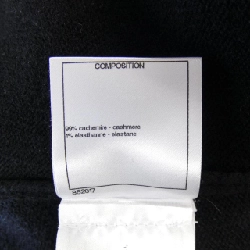 COMPOSITION
99% cachemire - cashmere
1% elasthanne - elastane